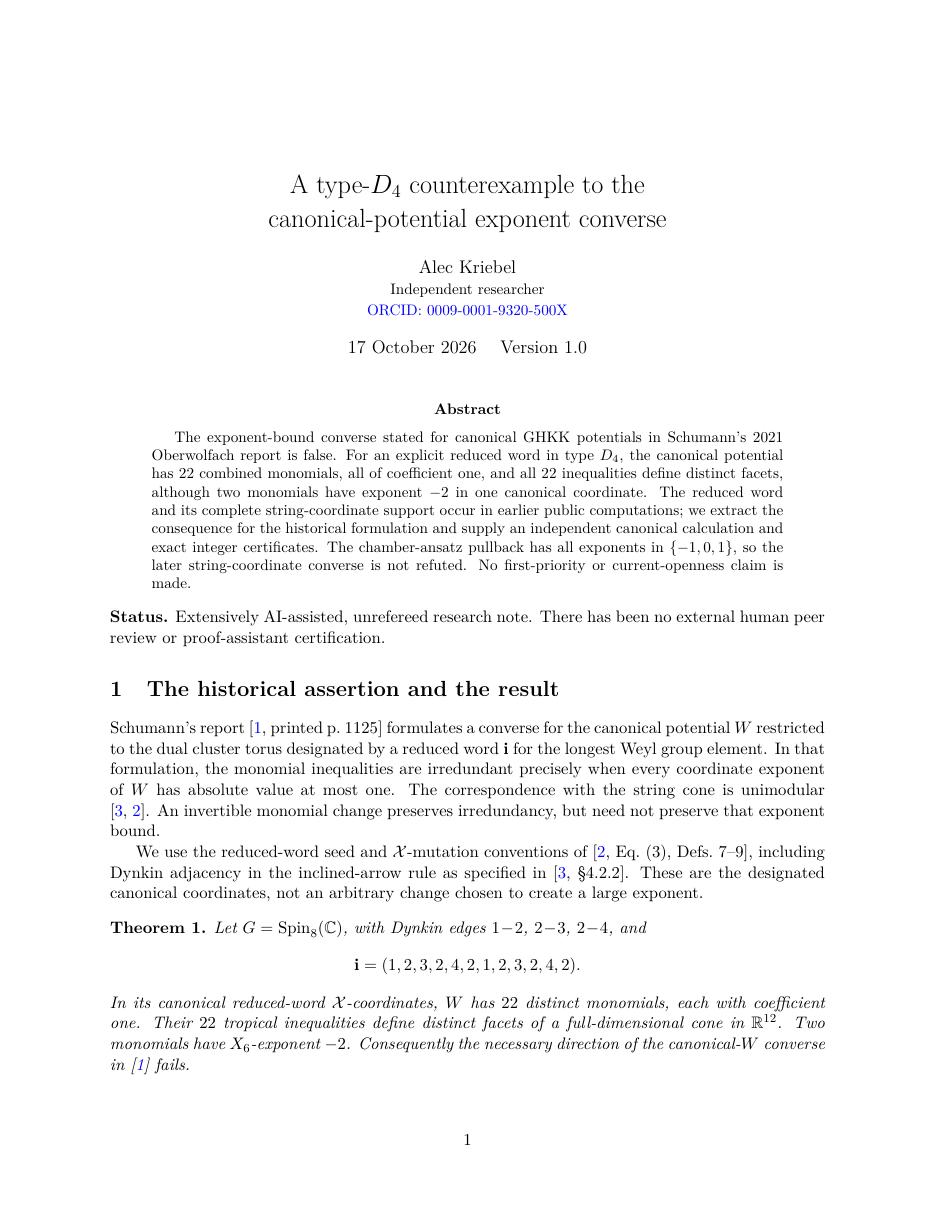 A type-D4 counterexample to the
canonical-potential exponent converse
Alec Kriebel
Independent researcher
ORCID: 0009-0001-9320-500X
17 October 2026 Version 1.0
Abstract
The exponent-bound converse stated for canonical GHKK potentials in Schumann's 2021
Oberwolfach report is false. For an explicit reduced word in type D4, the canonical potential
has 22 combined monomials, all of coefficient one, and all 22 inequalities define distinct facets,
although two monomials have exponent −2 in one canonical coordinate. The reduced word
and its complete string-coordinate support occur in earlier public computations; we extract the
consequence for the historical formulation and supply an independent canonical calculation and
exact integer certificates. The chamber-ansatz pullback has all exponents in {−1, 0, 1}, so the
later string-coordinate converse is not refuted. No first-priority or current-openness claim is
made.
Status. Extensively AI-assisted, unrefereed research note. There has been no external human peer
review or proof-assistant certification.
1 The historical assertion and the result
Schumann's report [1, printed p. 1125] formulates a converse for the canonical potential W restricted
to the dual cluster torus designated by a reduced word i for the longest Weyl group element. In that
formulation, the monomial inequalities are irredundant precisely when every coordinate exponent
of W has absolute value at most one. The correspondence with the string cone is unimodular
[3, 2]. An invertible monomial change preserves irredundancy, but need not preserve that exponent
bound.
We use the reduced-word seed and 𝒳-mutation conventions of [2, Eq. (3), Defs. 7–9], including
Dynkin adjacency in the inclined-arrow rule as specified in [3, §4.2.2]. These are the designated
canonical coordinates, not an arbitrary change chosen to create a large exponent.
Theorem 1. Let G = Spin₈(ℂ), with Dynkin edges 1−2, 2−3, 2−4, and
i = (1, 2, 3, 2, 4, 2, 1, 2, 3, 2, 4, 2).
In its canonical reduced-word 𝒳-coordinates, W has 22 distinct monomials, each with coefficient
one. Their 22 tropical inequalities define distinct facets of a full-dimensional cone in ℝ¹². Two
monomials have X₆-exponent −2. Consequently the necessary direction of the canonical-W converse
in [1] fails.
1